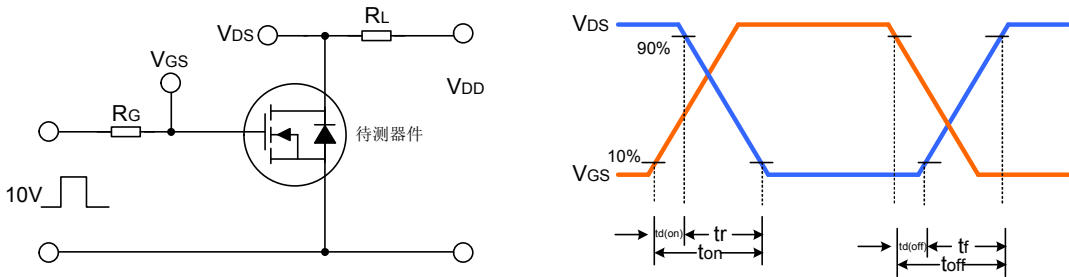 VDS
RL
VGS
VDD
RG
待测器件
10V
VDS
90%
10%
VGS
td(on)
tr
ton
td(off)
tf
toff